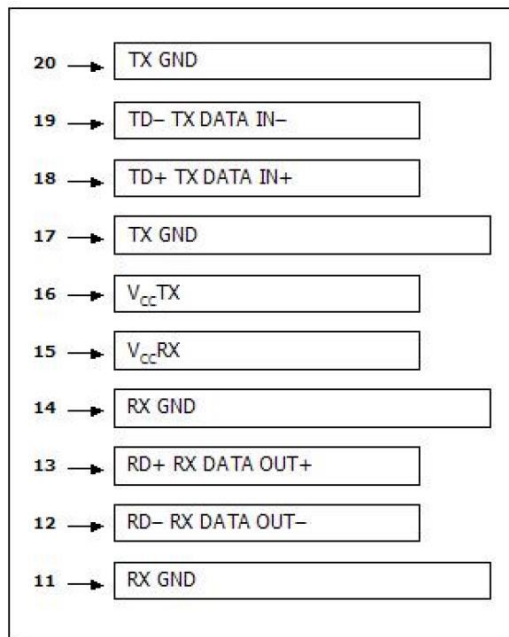 20 TX GND
19 TD– TX DATA IN–
18 TD+ TX DATA IN+
17 TX GND
16 VCCTX
15 VCCRX
14 RX GND
13 RD+ RX DATA OUT+
12 RD– RX DATA OUT–
11 RX GND